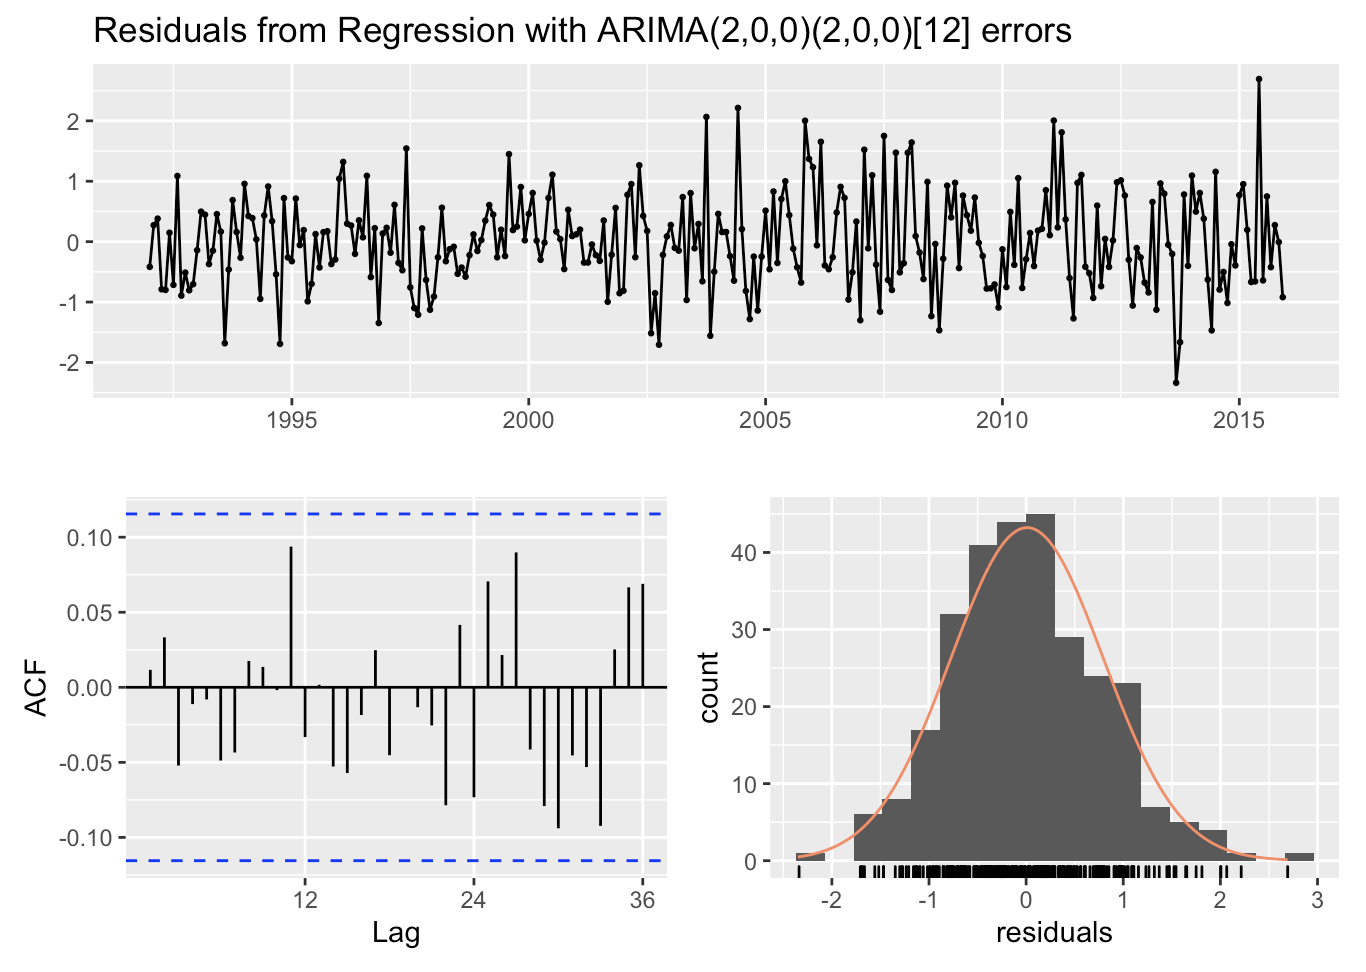 Residuals from Regression with ARIMA(2,0,0)(2,0,0)[12] errors
2
1
0
-1
-2
1995 2000 2005 2010 2015
ACF
0.10
0.05
0.00
-0.05
-0.10
12 24 36
Lag
count
40
30
20
10
0
-2 -1 0 1 2 3
residuals